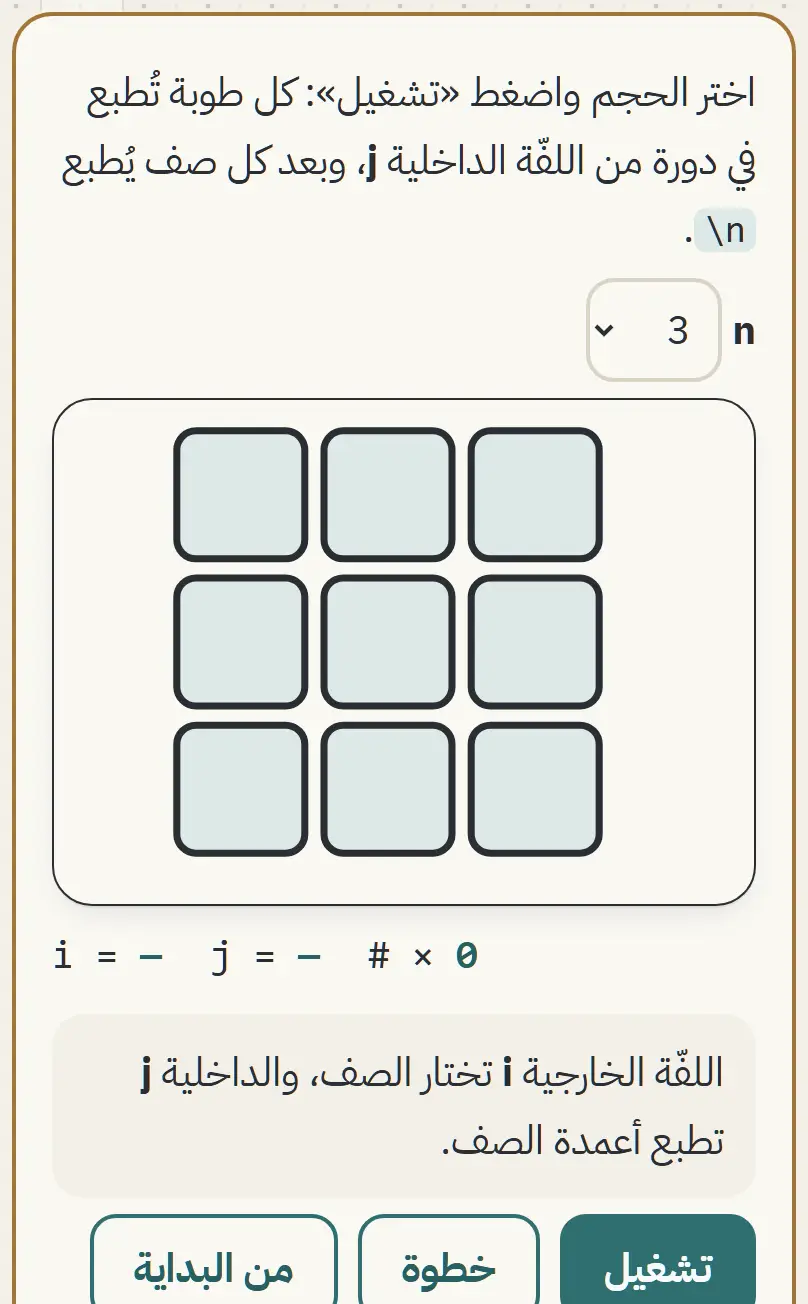 اختر الحجم واضغط «تشغيل»: كل طوبة تُطبع
في دورة من اللفّة الداخلية j، وبعد كل صف يُطبع
\n.
n 3
i = – j = – # × 0
اللفّة الخارجية i تختار الصف، والداخلية j
تطبع أعمدة الصف.
تشغيل خطوة من البداية